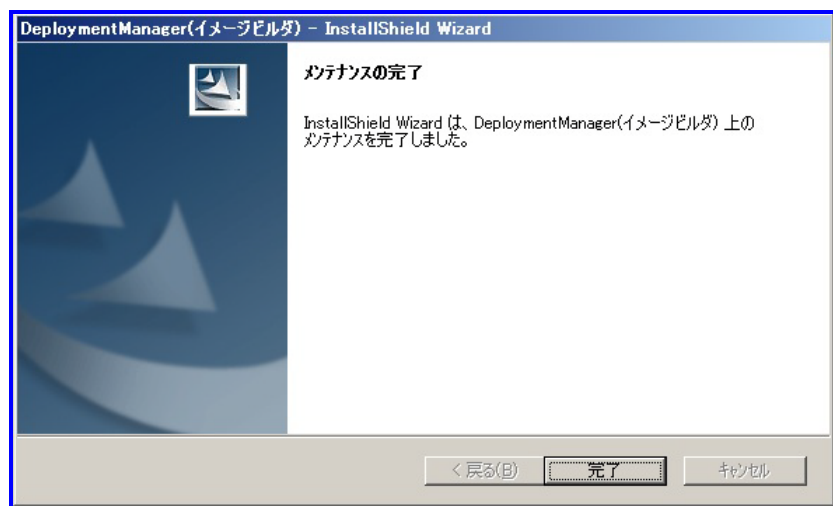 DeploymentManager(イメージビルダ) - InstallShield Wizard
メンテナンスの完了
InstallShield Wizard は、DeploymentManager(イメージビルダ) 上の
メンテナンスを完了しました。
< 戻る(B)
完了
キャンセル